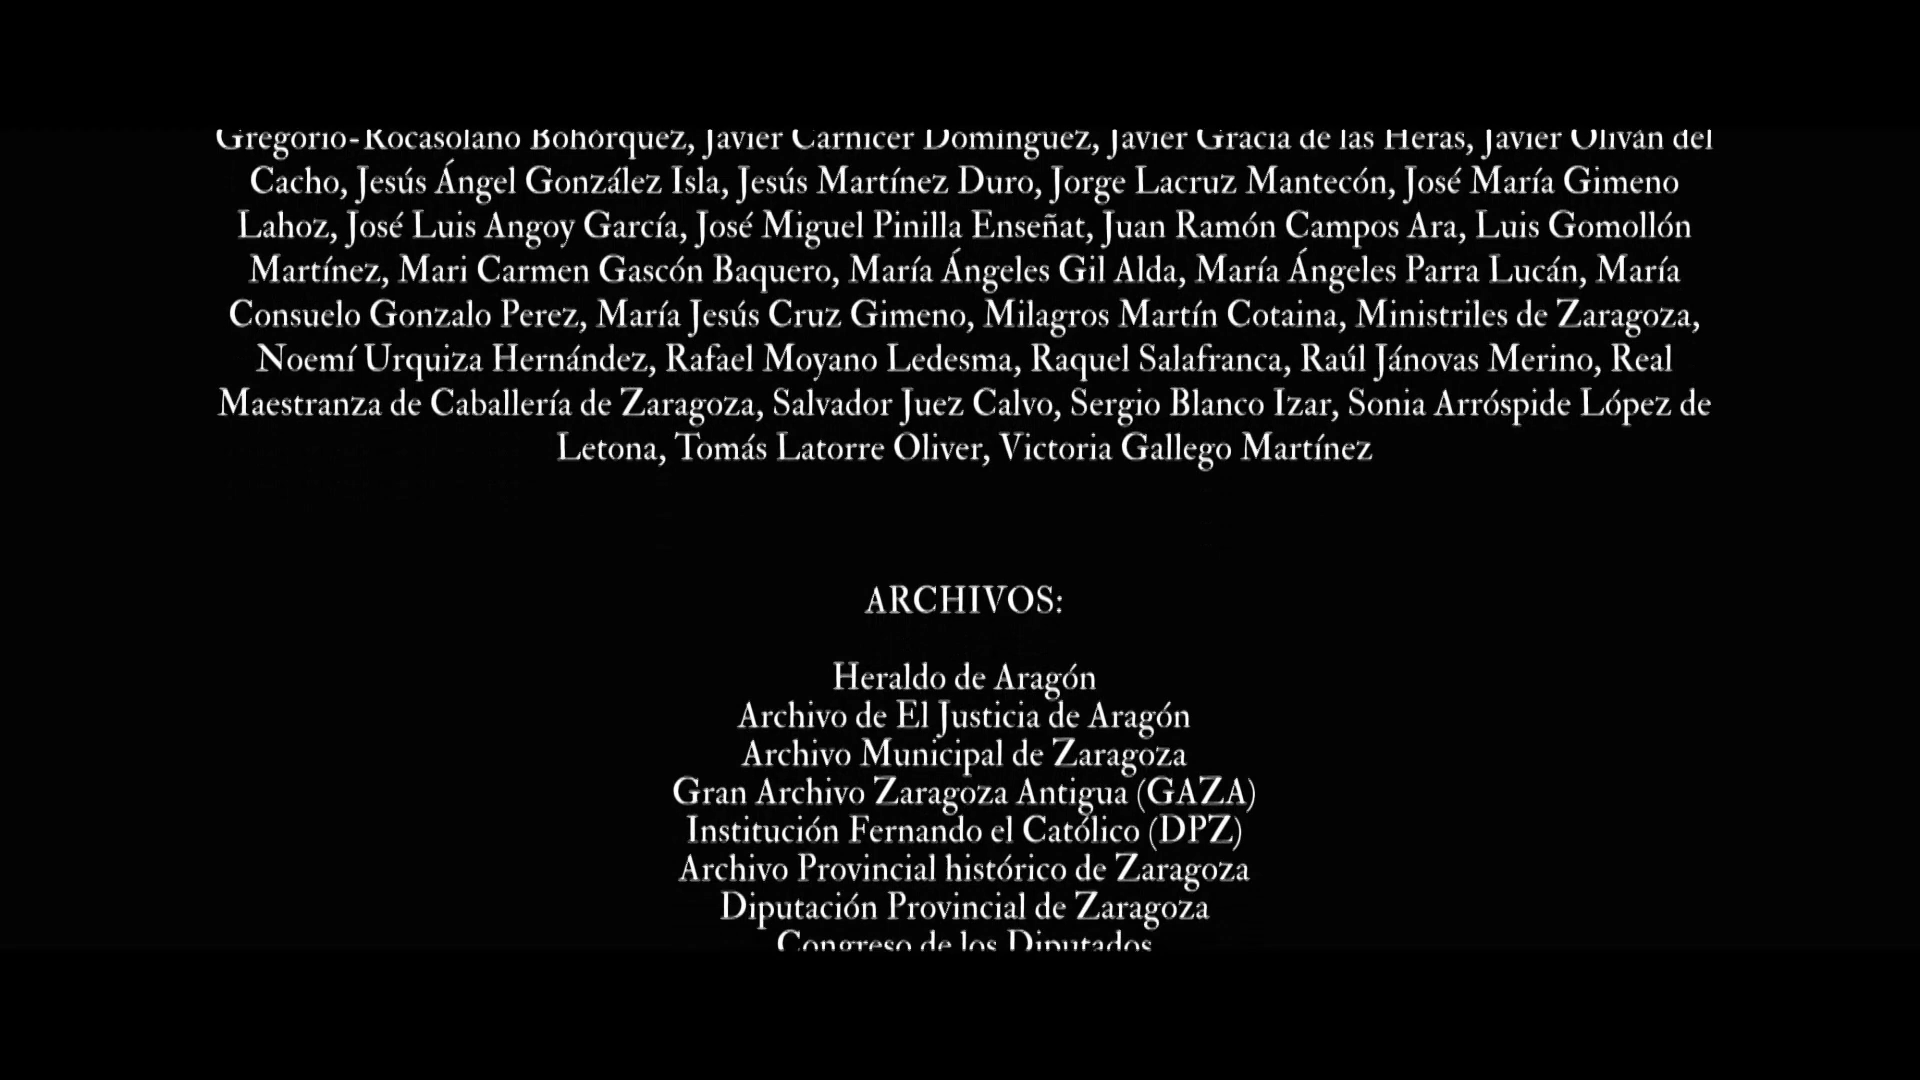 Gregorio-Rocasolano Bohórquez, Javier Carnicer Domínguez, Javier Gracia de las Heras, Javier Oliván del
Cacho, Jesús Ángel González Isla, Jesús Martínez Duro, Jorge Lacruz Mantecón, José María Gimeno
Lahoz, José Luis Angoy García, José Miguel Pinilla Enseñat, Juan Ramón Campos Ara, Luis Gomollón
Martínez, Mari Carmen Gascón Baquero, María Ángeles Gil Alda, María Ángeles Parra Lucán, María
Consuelo Gonzalo Perez, María Jesús Cruz Gimeno, Milagros Martín Cotaina, Ministriles de Zaragoza,
Noemí Urquiza Hernández, Rafael Moyano Ledesma, Raquel Salafranca, Raúl Jánovas Merino, Real
Maestranza de Caballería de Zaragoza, Salvador Juez Calvo, Sergio Blanco Izar, Sonia Arróspide López de
Letona, Tomás Latorre Oliver, Victoria Gallego Martínez
ARCHIVOS:
Heraldo de Aragón
Archivo de El Justicia de Aragón
Archivo Municipal de Zaragoza
Gran Archivo Zaragoza Antigua (GAZA)
Institución Fernando el Católico (DPZ)
Archivo Provincial histórico de Zaragoza
Diputación Provincial de Zaragoza
Congreso de los Diputados